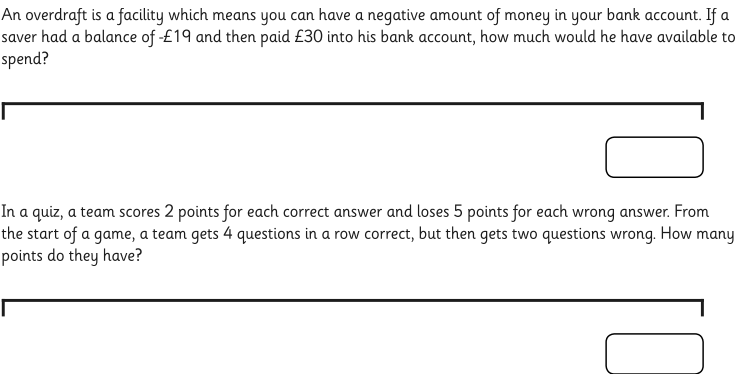 An overdraft is a facility which means you can have a negative amount of money in your bank account. If a
saver had a balance of -£19 and then paid £30 into his bank account, how much would he have available to
spend?
In a quiz, a team scores 2 points for each correct answer and loses 5 points for each wrong answer. From
the start of a game, a team gets 4 questions in a row correct, but then gets two questions wrong. How many
points do they have?